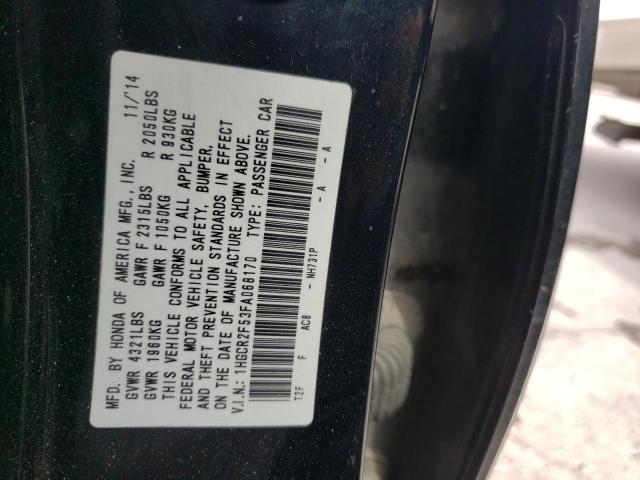 MFD. BY HONDA OF AMERICA MFG., INC. 11/'14
GVWR 4321LBS GAWR F 2315LBS R 2050LBS
GVWR 1960KG GAWR F 1050KG R 930KG
THIS VEHICLE CONFORMS TO ALL APPLICABLE
FEDERAL MOTOR VEHICLE SAFETY, BUMPER,
AND THEFT PREVENTION STANDARDS IN EFFECT
ON THE DATE OF MANUFACTURE SHOWN ABOVE.
V.I.N.: 1HGCR2F53FA068170 TYPE: PASSENGER CAR
T2F F AC8 - NH731P - A - A